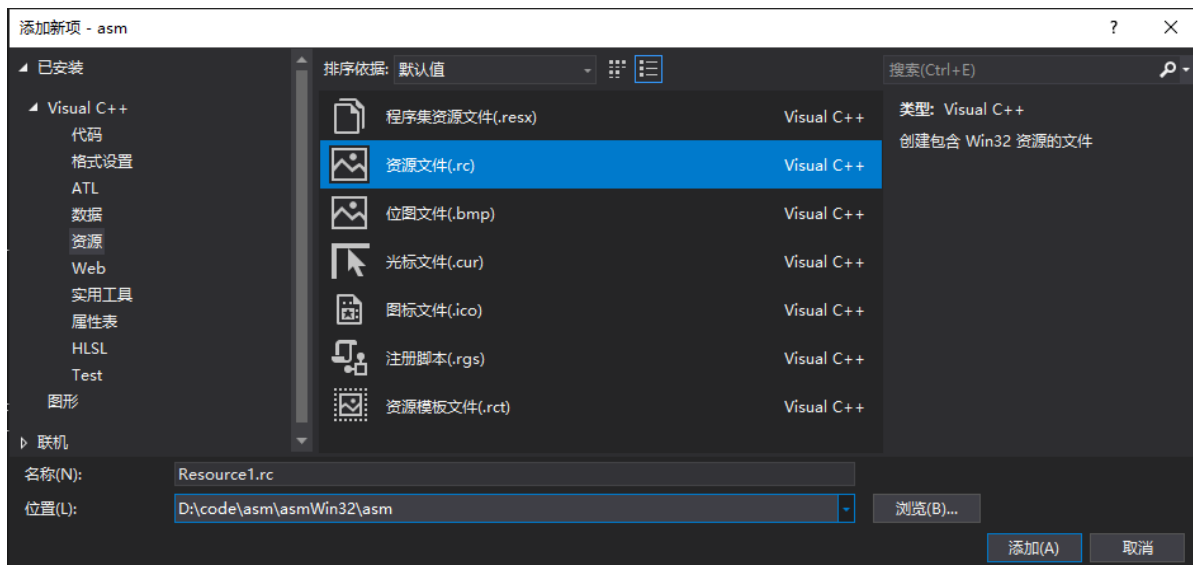 添加新项 - asm
?
已安装
排序依据: 默认值
搜索(Ctrl+E)
Visual C++
代码
格式设置
ATL
数据
资源
Web
实用工具
属性表
HLSL
Test
图形
联机
程序集资源文件(.resx) Visual C++
资源文件(.rc) Visual C++
位图文件(.bmp) Visual C++
光标文件(.cur) Visual C++
图标文件(.ico) Visual C++
注册脚本(.rgs) Visual C++
资源模板文件(.rct) Visual C++
类型: Visual C++
创建包含 Win32 资源的文件
名称(N): Resource1.rc
位置(L): D:\code\asm\asmWin32\asm
浏览(B)...
添加(A) 取消